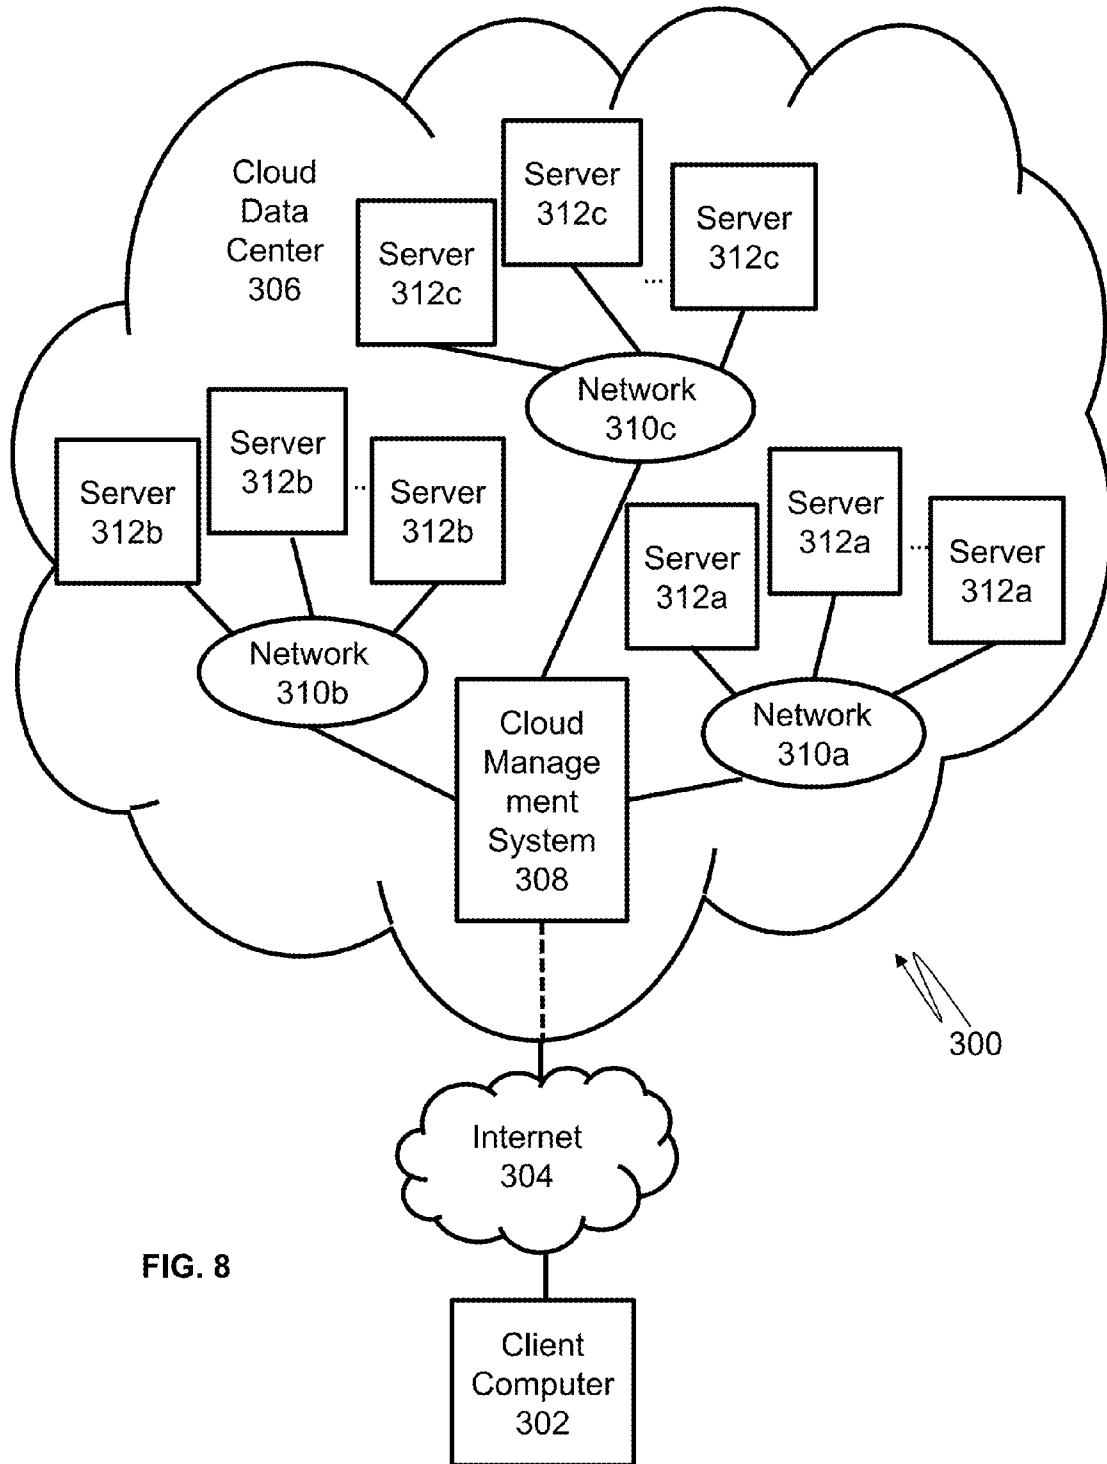 Cloud
Data
Center
306
Server
312c
Server
312c
...
Server
312c
Network
310c
Server
312b
Server
312b
..
Server
312b
Network
310b
Server
312a
Server
312a
...
Server
312a
Network
310a
Cloud
Manage
ment
System
308
300
Internet
304
FIG. 8
Client
Computer
302